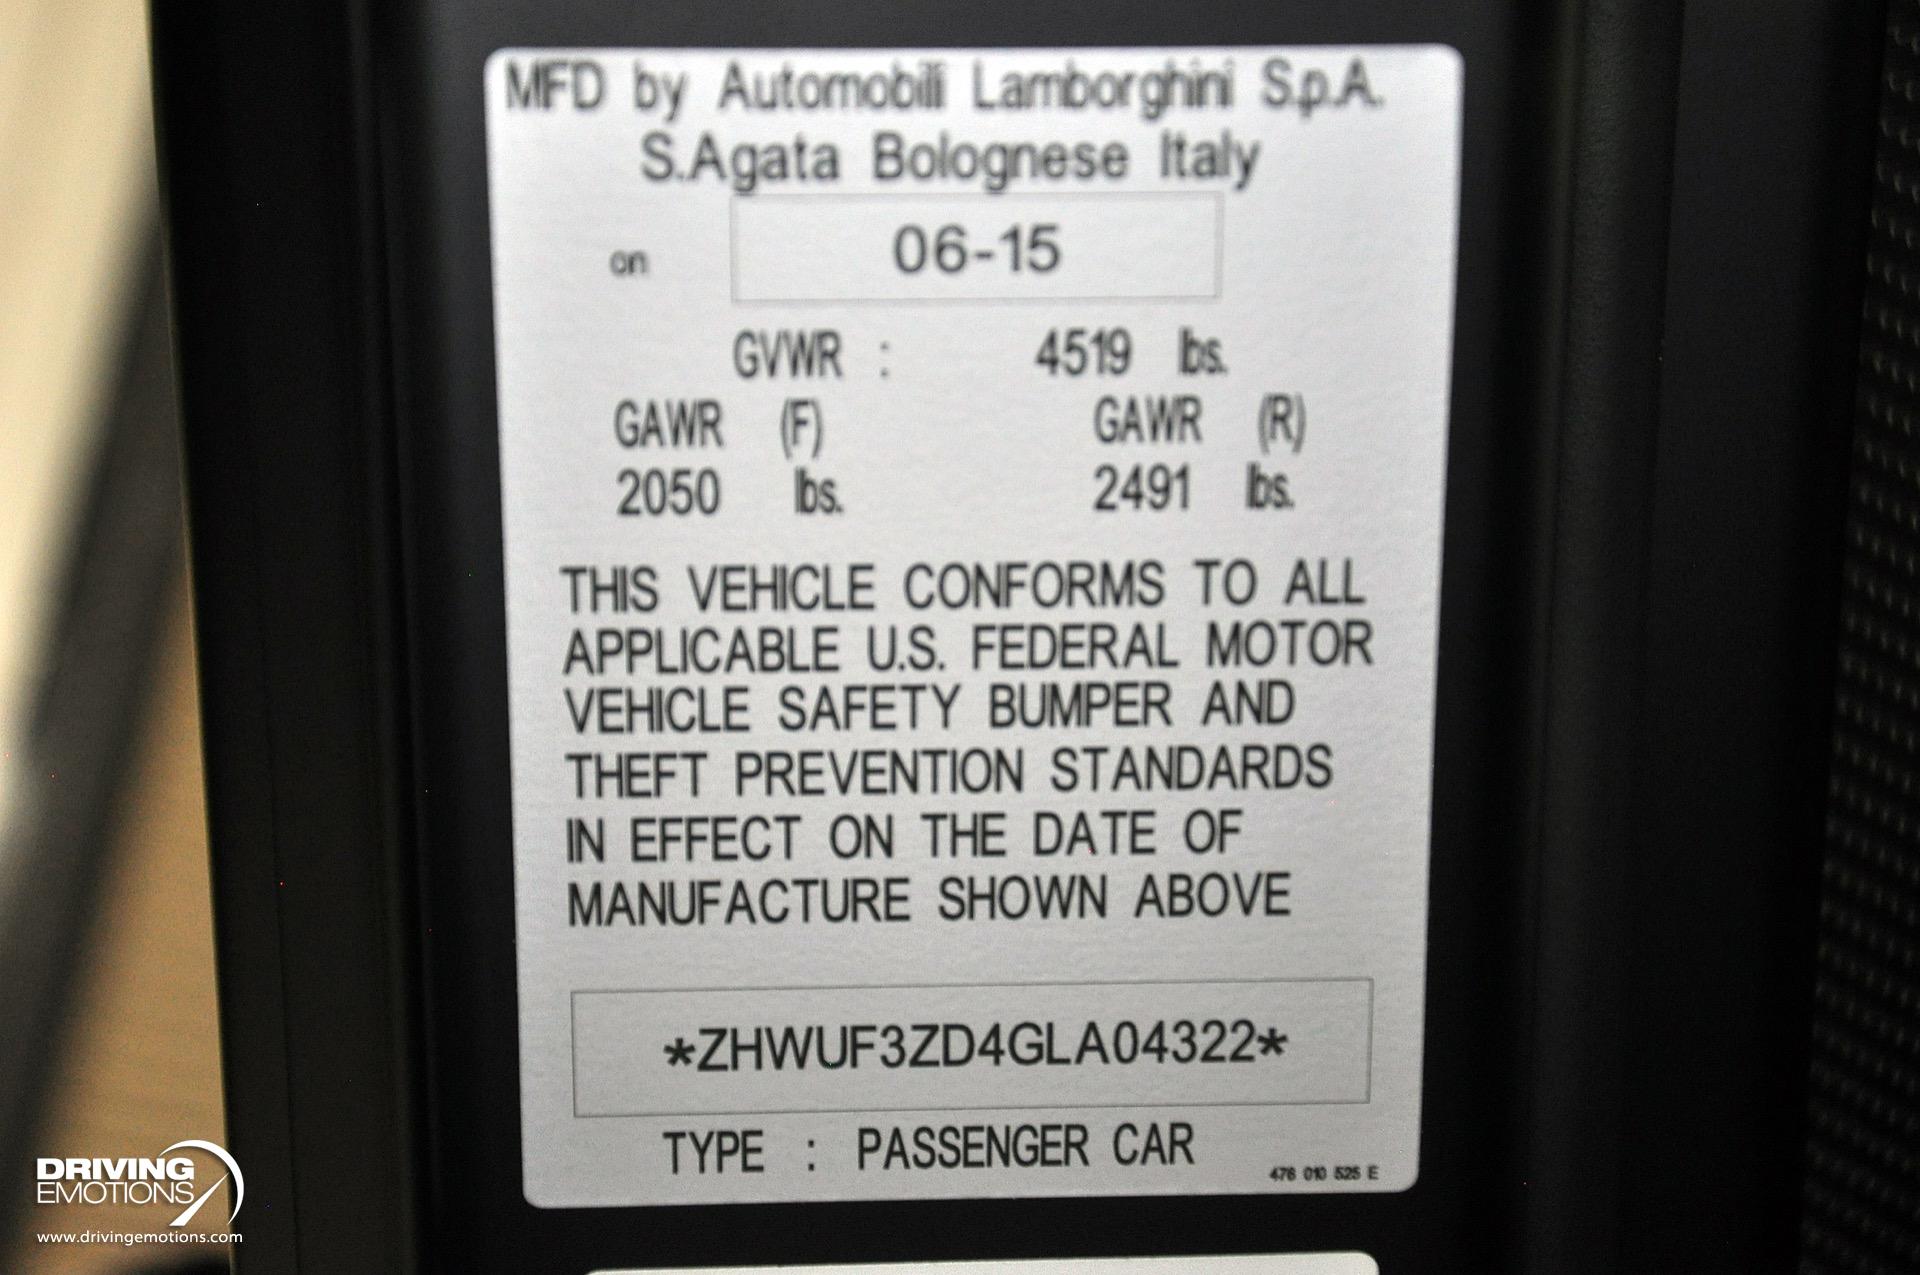 MFD by Automobili Lamborghini S.p.A.
S.Agata Bolognese Italy
on 06-15
GVWR : 4519 lbs.
GAWR (F) GAWR (R)
2050 lbs. 2491 lbs.
THIS VEHICLE CONFORMS TO ALL
APPLICABLE U.S. FEDERAL MOTOR
VEHICLE SAFETY BUMPER AND
THEFT PREVENTION STANDARDS
IN EFFECT ON THE DATE OF
MANUFACTURE SHOWN ABOVE
*ZHWUF3ZD4GLA04322*
TYPE : PASSENGER CAR
476 010 525 E
DRIVING
EMOTIONS
www.drivingemotions.com